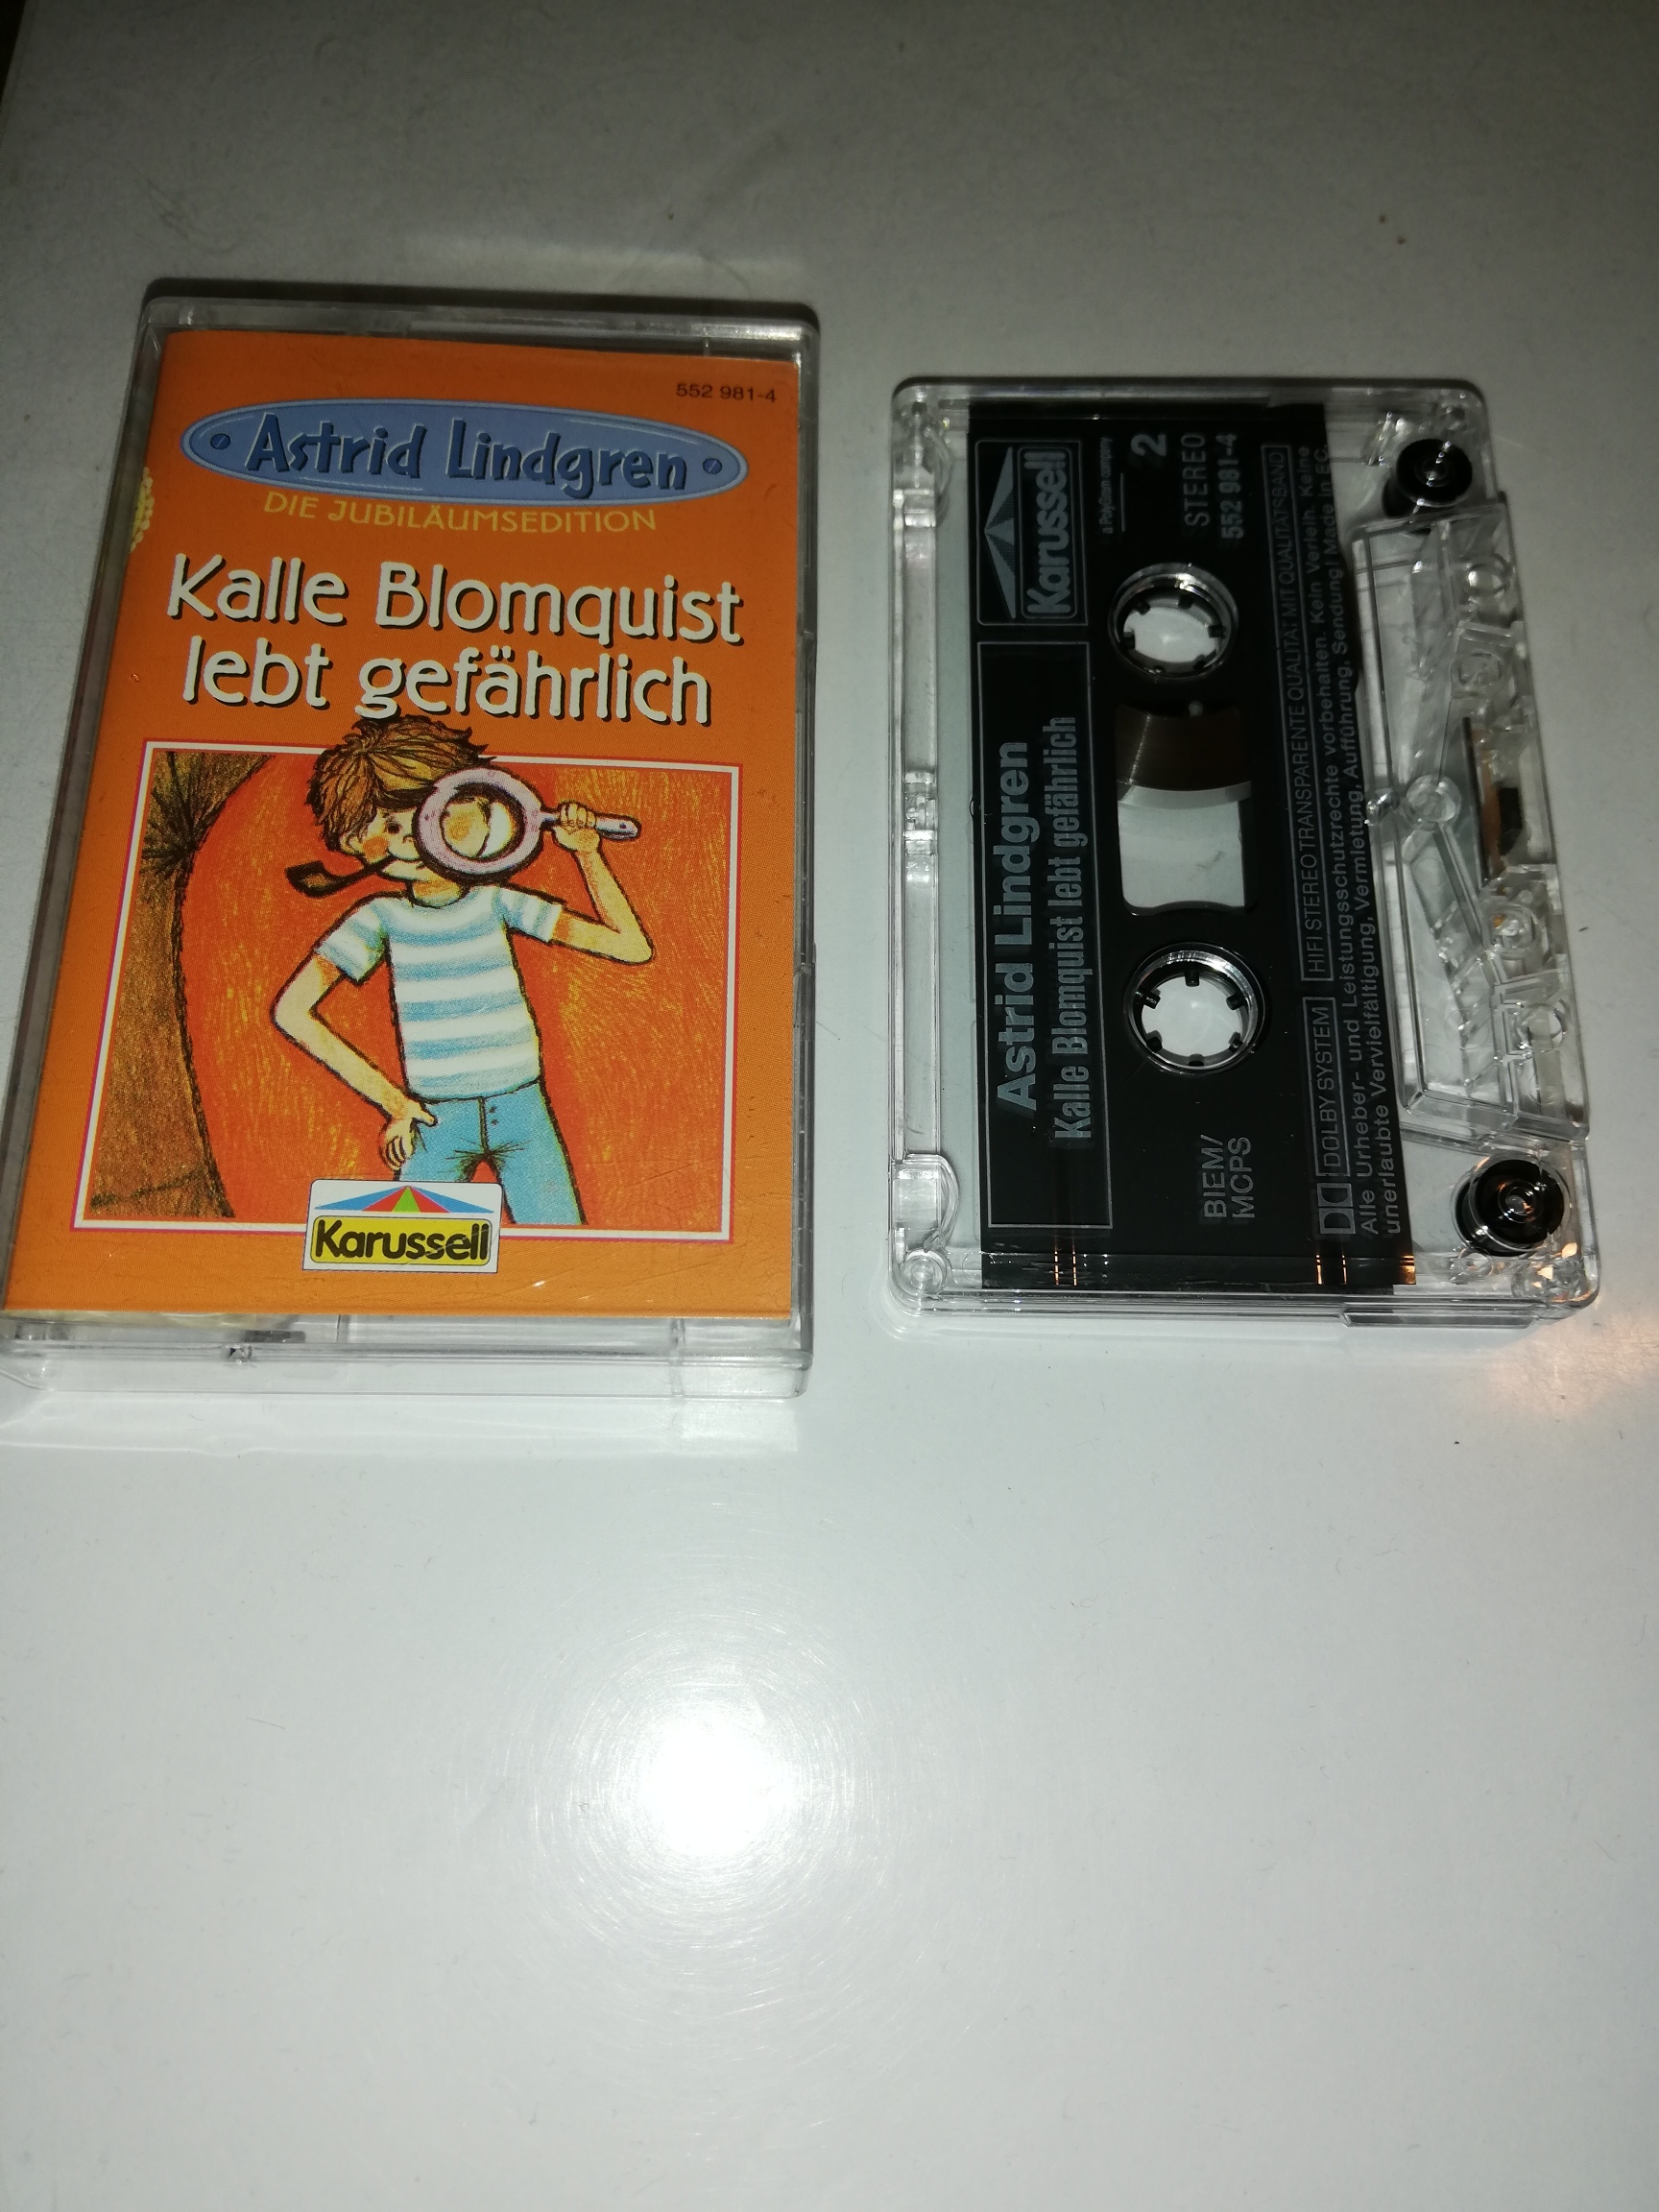 552 981-4
Astrid Lindgren
DIE JUBILÄUMSEDITION
Kalle Blomquist
lebt gefährlich
Karussell
Karussell
a PolyGram company
2
STEREO
552 981-4
Astrid Lindgren
Kalle Blomquist lebt gefährlich
BIEM/
MCPS
DOLBY SYSTEM HIFI STEREO TRANSPARENTE QUALITÄT MIT QUALITÄTSBAND
Alle Urheber- und Leistungsschutzrechte vorbehalten. Kein Verleih. Keine
unerlaubte Vervielfältigung, Vermietung, Aufführung, Sendung! Made in EC.